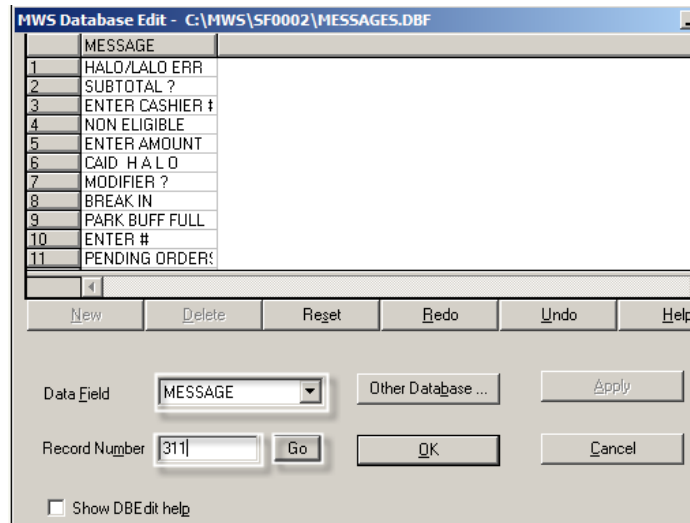 MWS Database Edit - C:\MWS\SF0002\MESSAGES.DBF
MESSAGE
1 HALO/LALO ERR
2 SUBTOTAL ?
3 ENTER CASHIER #
4 NON ELIGIBLE
5 ENTER AMOUNT
6 CAID H A L O
7 MODIFIER ?
8 BREAK IN
9 PARK BUFF FULL
10 ENTER #
11 PENDING ORDERS
New Delete Reset Redo Undo Help
Data Field MESSAGE Other Database ... Apply
Record Number 311 Go OK Cancel
Show DBEdit help